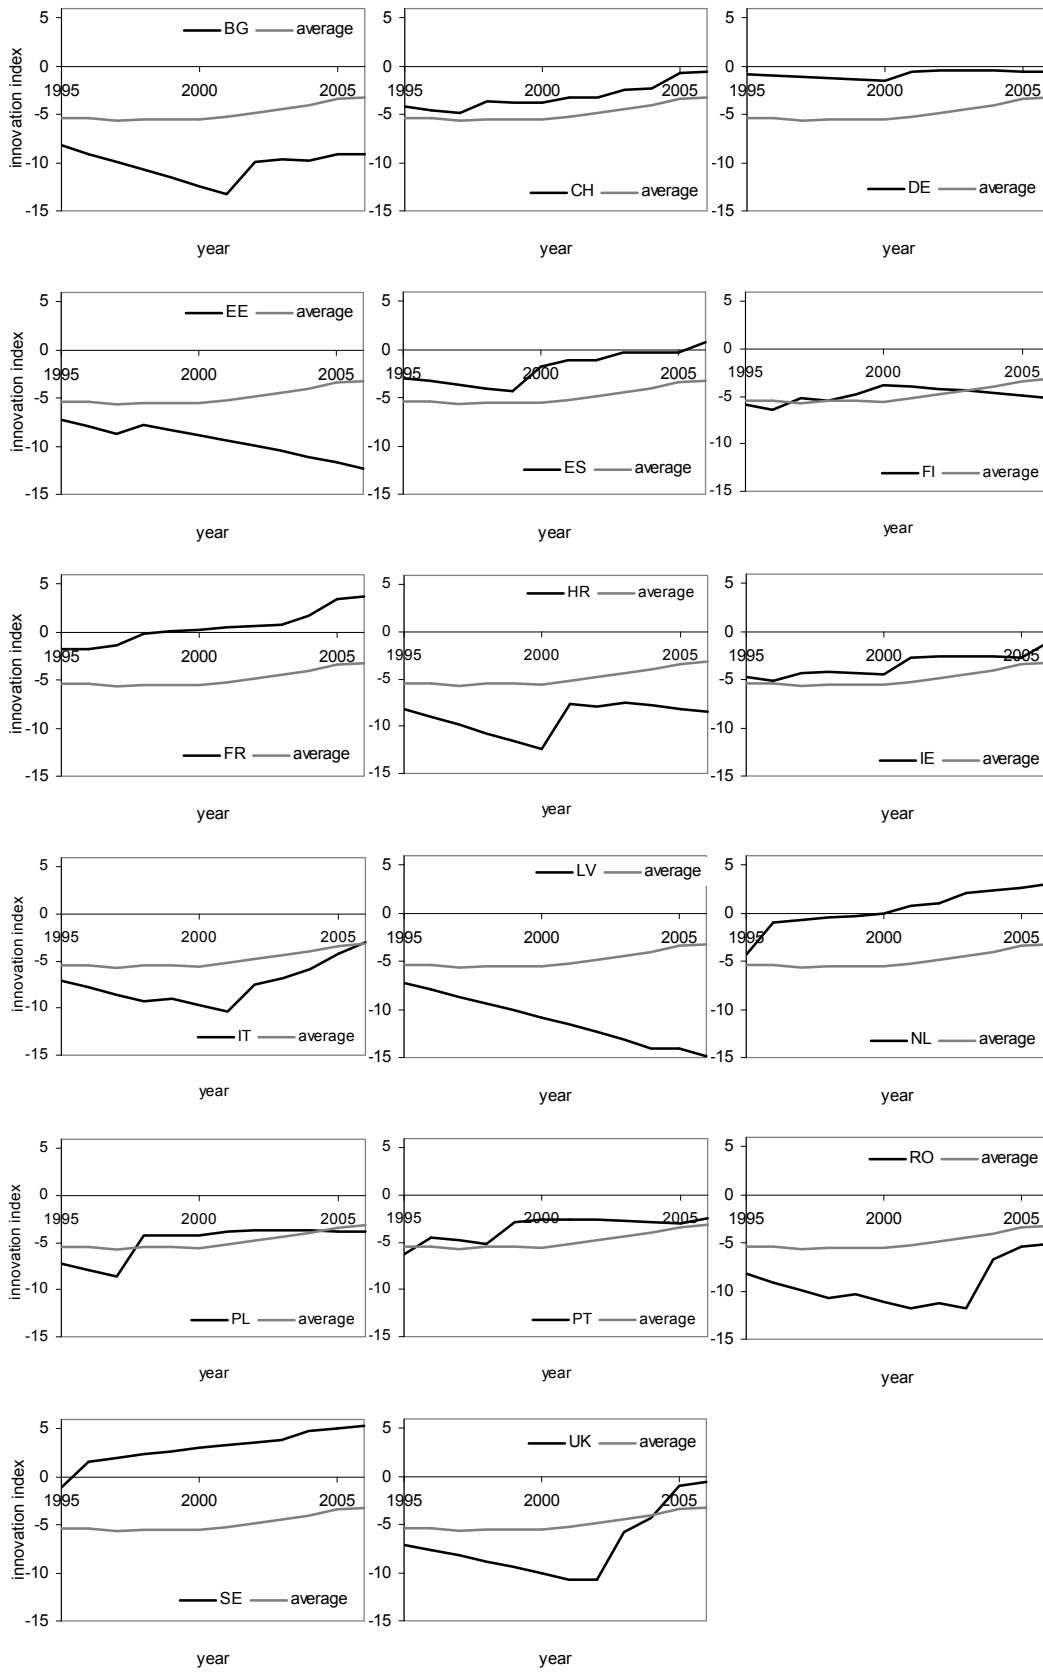 5
BG average
0
1995 2000 2005
-5
-10
-15
innovation index
year
5
0
1995 2000 2005
-5
-10
CH average
-15
year
5
0
1995 2000 2005
-5
-10
DE average
-15
year
5
EE average
0
1995 2000 2005
-5
-10
-15
innovation index
year
5
0
1995 2000 2005
-5
-10
ES average
-15
year
5
0
1995 2000 2005
-5
-10
FI average
-15
year
5
0
1995 2000 2005
-5
-10
FR average
-15
innovation index
year
5
HR average
0
1995 2000 2005
-5
-10
-15
year
5
0
1995 2000 2005
-5
-10
IE average
-15
year
5
0
1995 2000 2005
-5
-10
IT average
-15
innovation index
year
5
LV average
0
1995 2000 2005
-5
-10
-15
year
5
0
1995 2000 2005
-5
-10
NL average
-15
year
5
0
1995 2000 2005
-5
-10
PL average
-15
innovation index
year
5
0
1995 2000 2005
-5
-10
PT average
-15
year
5
RO average
0
1995 2000 2005
-5
-10
-15
year
5
0
1995 2000 2005
-5
-10
SE average
-15
innovation index
year
5
UK average
0
1995 2000 2005
-5
-10
-15
year